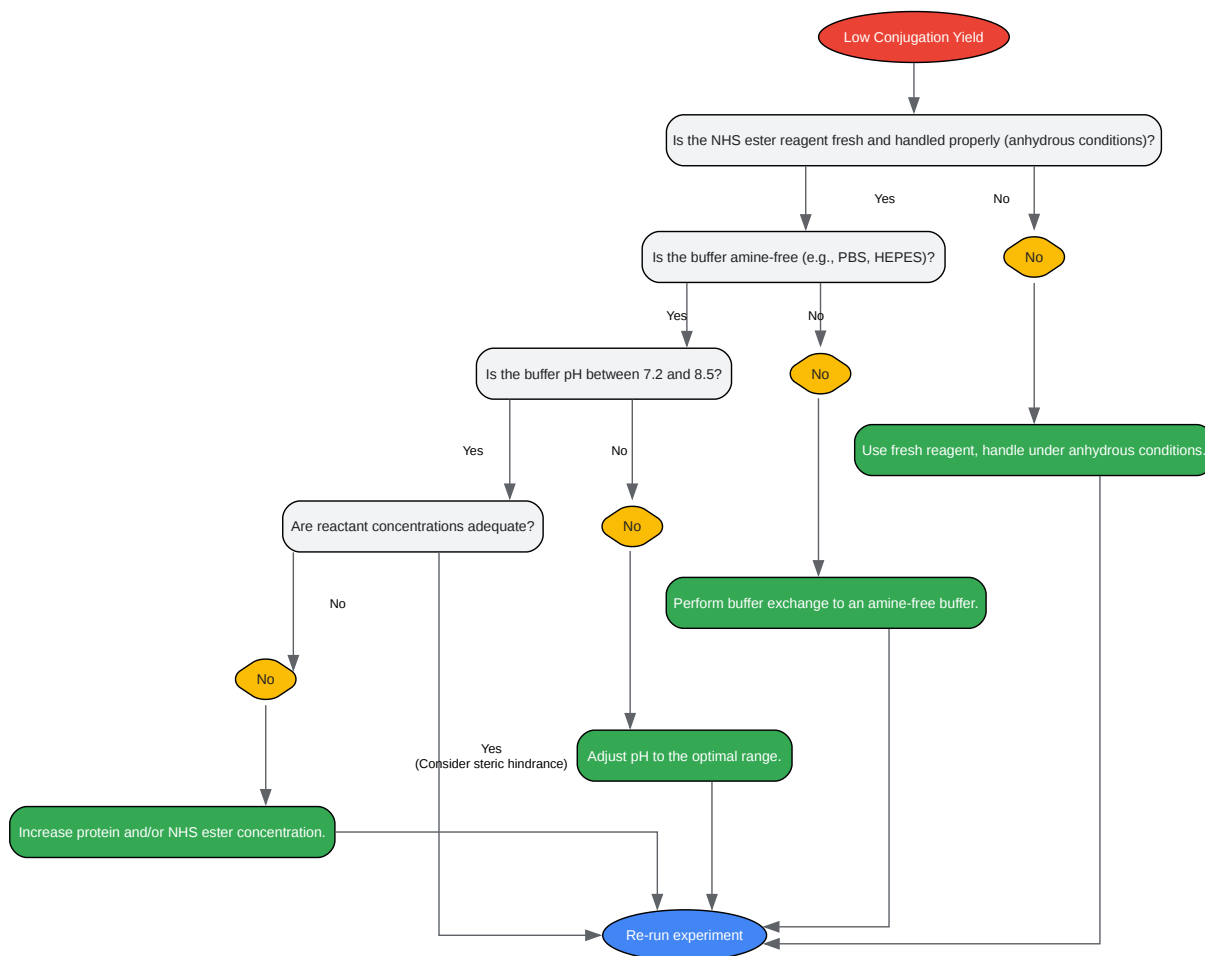 Low Conjugation Yield
Is the NHS ester reagent fresh and handled properly (anhydrous conditions)?
Yes
No
Is the buffer amine-free (e.g., PBS, HEPES)?
No
Yes
No
Is the buffer pH between 7.2 and 8.5?
No
Yes
No
Use fresh reagent, handle under anhydrous conditions.
Are reactant concentrations adequate?
No
No
Perform buffer exchange to an amine-free buffer.
No
Yes
(Consider steric hindrance)
Adjust pH to the optimal range.
Increase protein and/or NHS ester concentration.
Re-run experiment